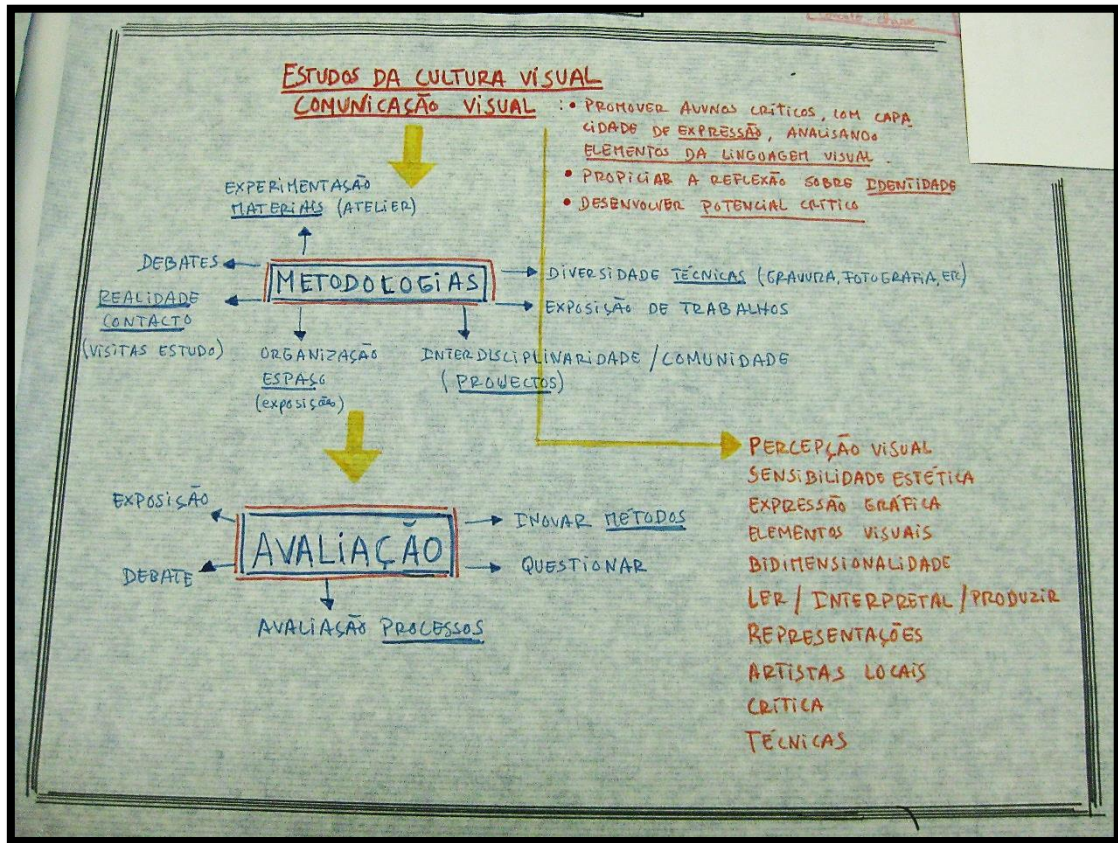 ESTUDOS DA CULTURA VISUAL
COMUNICAÇÃO VISUAL :
• PROMOVER ALUNOS CRÍTICOS, COM CAPA
CIDADE DE EXPRESSÃO, ANALISANDO
ELEMENTOS DA LINGOAGEM VISUAL.
• PROPICIAR A REFLEXÃO SOBRE IDENTIDADE
• DESENVOLVER POTENCIAL CRÍTICO
EXPERIMENTAÇÃO
MATERIAIS (ATELIER)
DEBATES
METODOLOGIAS
DIVERSIDADE TÉCNICAS (GRAVURA, FOTOGRAFIA, ETC)
REALIDADE
CONTACTO
(VISITAS ESTUDO)
EXPOSIÇÃO DE TRABALHOS
ORGANIZAÇÃO
ESPAÇO
(exposição)
INTERDISCIPLINARIDADE / COMUNIDADE
(PROJECTOS)
PERCEPÇÃO VISUAL
SENSIBILIDADE ESTÉTICA
EXPRESSÃO GRÁFICA
ELEMENTOS VISUAIS
BIDIMENSIONALIDADE
LER / INTERPRETAR / PRODUZIR
REPRESENTAÇÕES
ARTISTAS LOCAIS
CRÍTICA
TÉCNICAS
EXPOSIÇÃO
AVALIAÇÃO
INOVAR MÉTODOS
DEBATE
QUESTIONAR
AVALIAÇÃO PROCESSOS